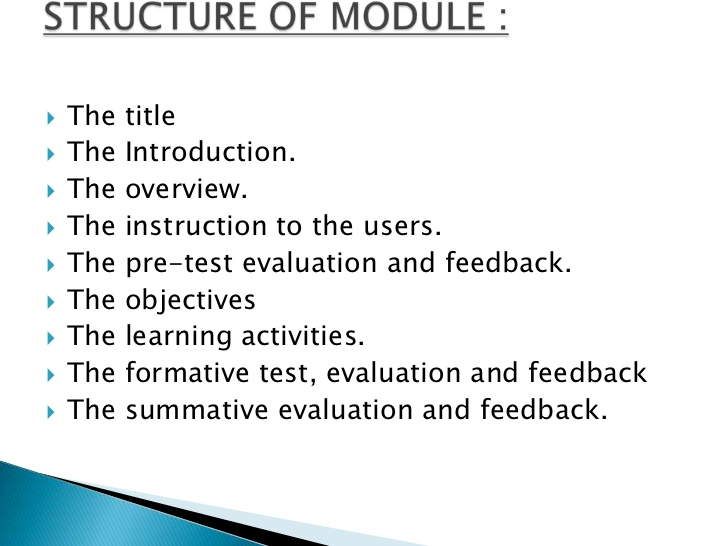 STRUCTURE OF MODULE :
The title
The Introduction.
The overview.
The instruction to the users.
The pre-test evaluation and feedback.
The objectives
The learning activities.
The formative test, evaluation and feedback
The summative evaluation and feedback.